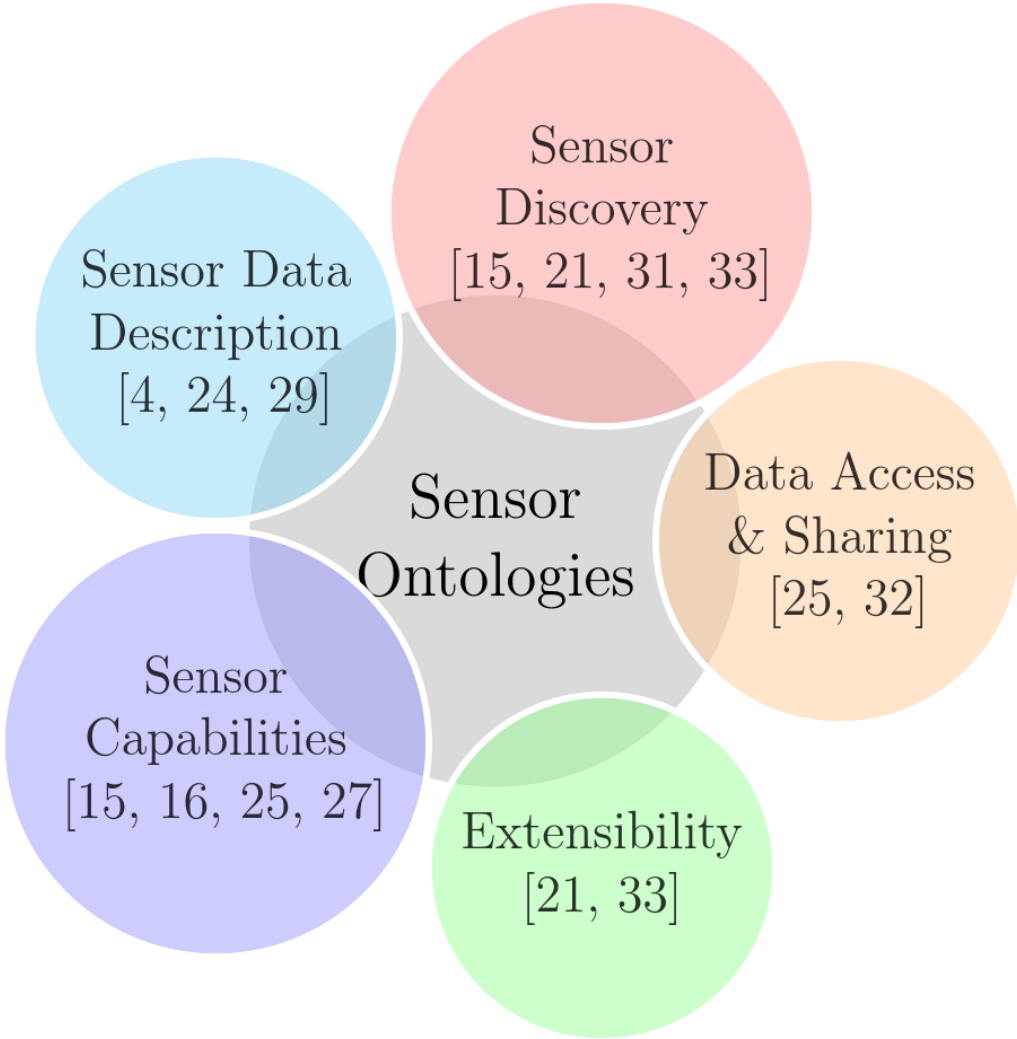 Sensor
Discovery
[15, 21, 31, 33]
Sensor Data
Description
[4, 24, 29]
Sensor
Ontologies
Data Access
& Sharing
[25, 32]
Sensor
Capabilities
[15, 16, 25, 27]
Extensibility
[21, 33]